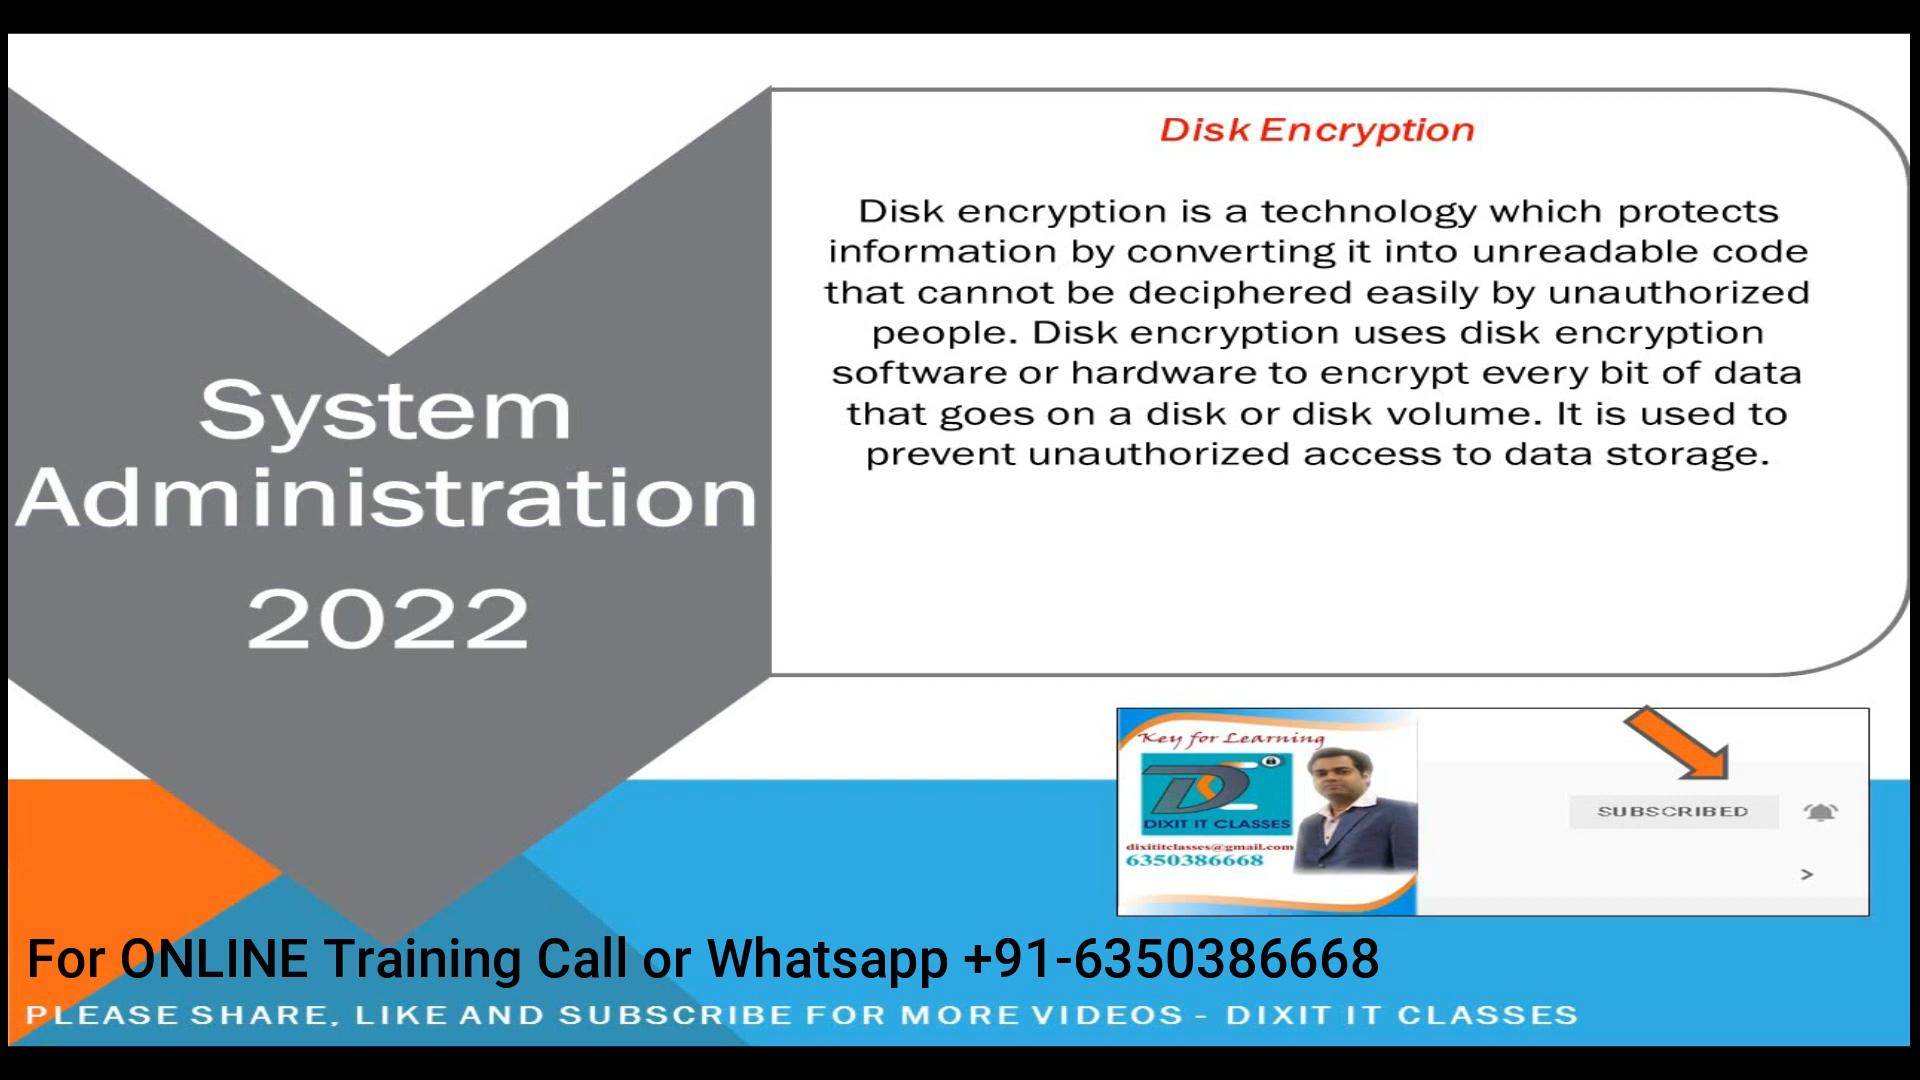 Disk Encryption
Disk encryption is a technology which protects
information by converting it into unreadable code
that cannot be deciphered easily by unauthorized
people. Disk encryption uses disk encryption
software or hardware to encrypt every bit of data
that goes on a disk or disk volume. It is used to
prevent unauthorized access to data storage.
System
Administration
2022
Key for Learning
DIXIT IT CLASSES
dixititclasses@gmail.com
6350386668
SUBSCRIBED
For ONLINE Training Call or Whatsapp +91-6350386668
PLEASE SHARE, LIKE AND SUBSCRIBE FOR MORE VIDEOS - DIXIT IT CLASSES